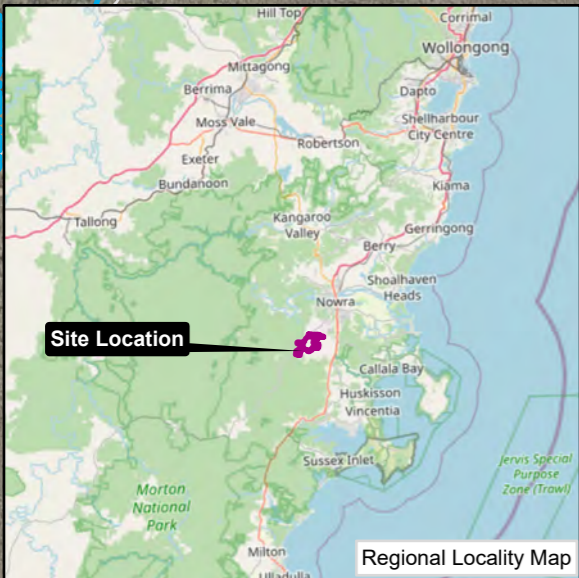 Hill Top
Corrimal
Wollongong
Mittagong
Berrima
Dapto
Moss Vale
Shellharbour
City Centre
Robertson
Exeter
Bundanoon
Kiama
Tallong
Kangaroo
Valley
Gerringong
Berry
Shoalhaven
Heads
Nowra
Site Location
Callala Bay
Huskisson
Vincentia
Sussex Inlet
Jervis Special
Purpose
Zone (Trawl)
Morton
National
Park
Milton
Ulladulla
Regional Locality Map